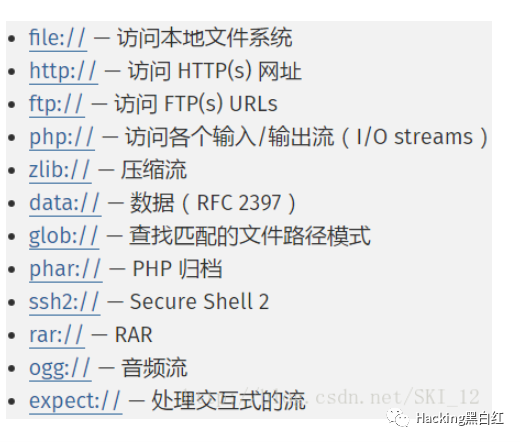 • file:// — 访问本地文件系统
• http:// — 访问 HTTP(s) 网址
• ftp:// — 访问 FTP(s) URLs
• php:// — 访问各个输入/输出流（I/O streams）
• zlib:// — 压缩流
• data:// — 数据（RFC 2397）
• glob:// — 查找匹配的文件路径模式
• phar:// — PHP 归档
• ssh2:// — Secure Shell 2
• rar:// — RAR
• ogg:// — 音频流
• expect:// — 处理交互式的流
csdn.net/SKI_12
Hacking黑白红